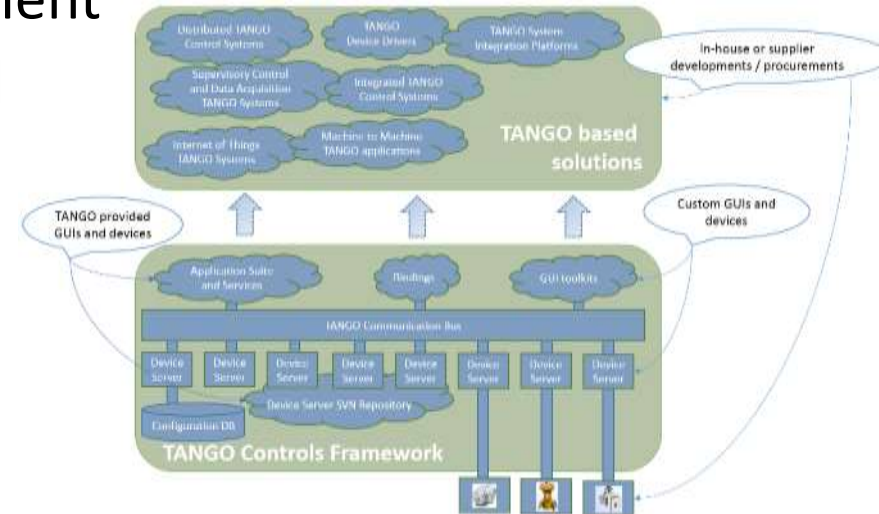 ment
Distributed TANGO
Control Systems
TANGO
Device Drivers
TANGO System
Integration Platforms
In-house or supplier
developments / procurements
Supervisory Control
and Data Acquisition
TANGO Systems
Integrated TANGO
Control Systems
Internet of Things
TANGO Systems
Machine to Machine
TANGO applications
TANGO based
solutions
TANGO provided
GUIs and devices
Custom GUIs and
devices
Application Suite
and Services
Bindings
GUI toolkits
TANGO Communication Bus
Device
Server
Device
Server
Device
Server
Device
Server
Device
Server
Device
Server
Device
Server
Device
Server
Device Server SVN Repository
Configuration DB
TANGO Controls Framework